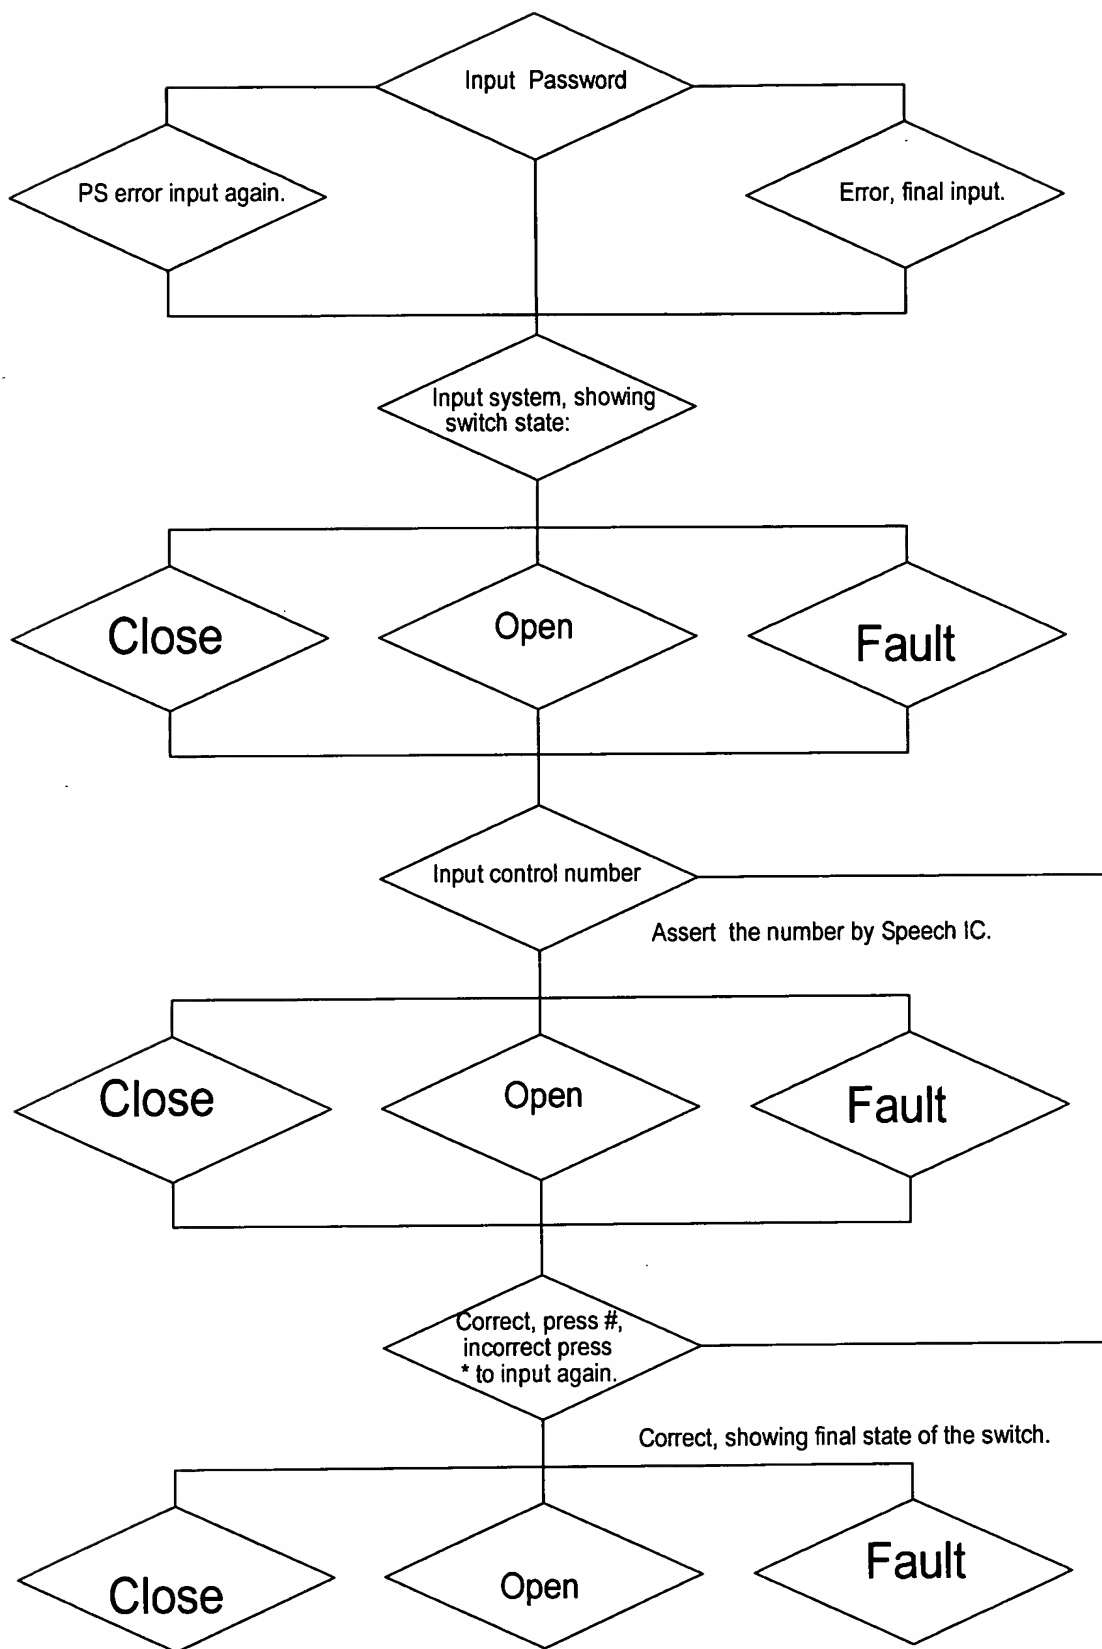 Input Password
PS error input again.
Error, final input.
Input system, showing
switch state:
Close
Open
Fault
Input control number
Assert the number by Speech IC.
Close
Open
Fault
Correct, press #,
incorrect press
* to input again.
Correct, showing final state of the switch.
Close
Open
Fault